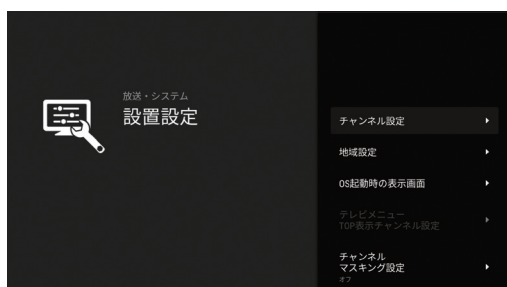 放送・システム
設置設定
チャンネル設定
地域設定
OS起動時の表示画面
テレビメニュー
TOP表示チャンネル設定
チャンネル
マスキング設定
オフ